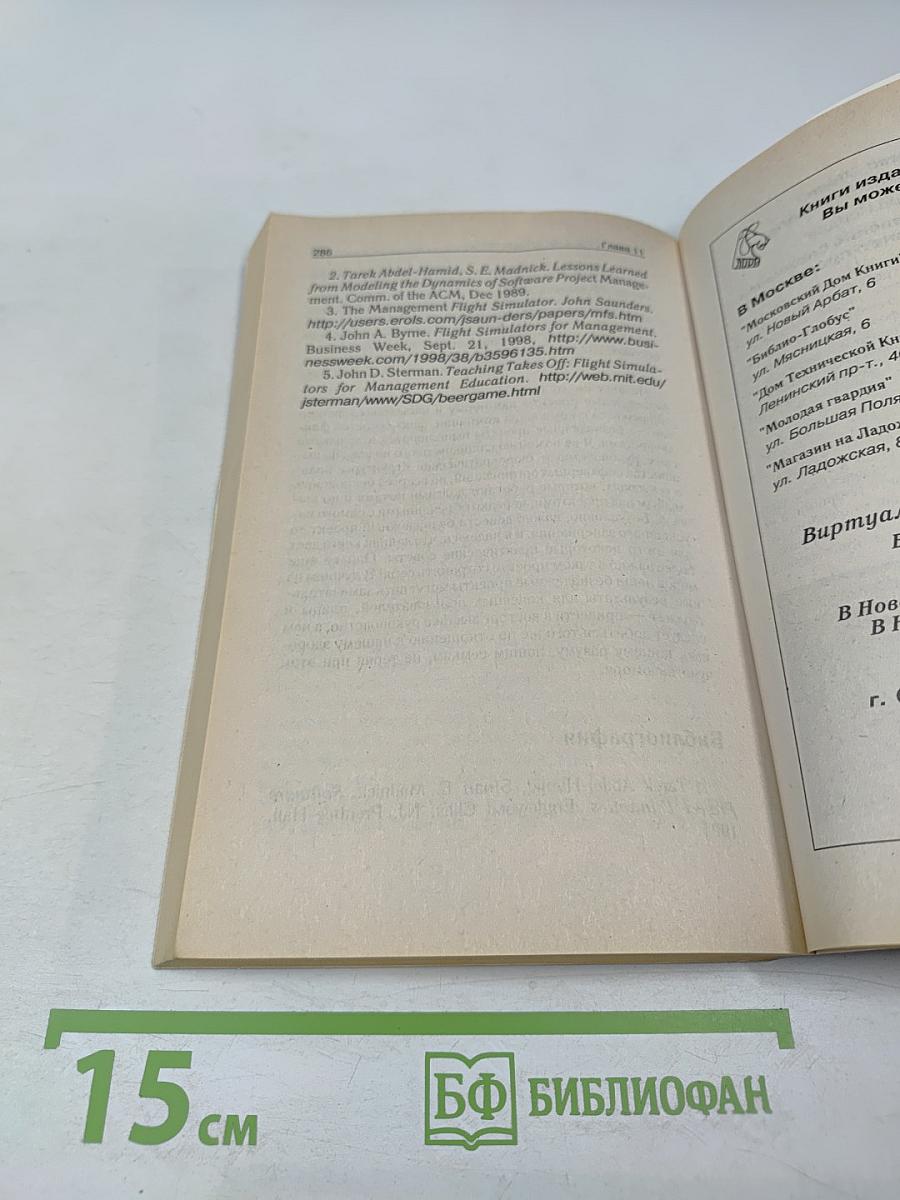 286
Глава 11
2. Tarek Abdel-Hamid, S. E. Madnick. Lessons Learned
from Modeling the Dynamics of Software Project Manage-
ment. Comm. of the ACM, Dec 1989.
3. The Management Flight Simulator. John Saunders.
http://users.erols.com/jsaun-ders/papers/mfs.htm
4. John A. Byrne. Flight Simulators for Management.
Business Week, Sept. 21, 1998, http://www.busi-
nessweek.com/1998/38/b3596135.htm
5. John D. Sterman. Teaching Takes Off: Flight Simula-
tors for Management Education. http://web.mit.edu/
jsterman/www/SDG/beergame.html
Книги изда
Вы може
ЛОРИ
В Москве:
"Московский Дом Книги"
ул. Новый Арбат, 6
"Библио-Глобус"
ул. Мясницкая, 6
"Дом Технической Кн
Ленинский пр-т., 40
"Молодая гвардия"
ул. Большая Поля
"Магазин на Ладож
ул. Ладожская, 8
Виртуал
В Нов
В Н
г.
15 см
БФ БИБЛИОФАН